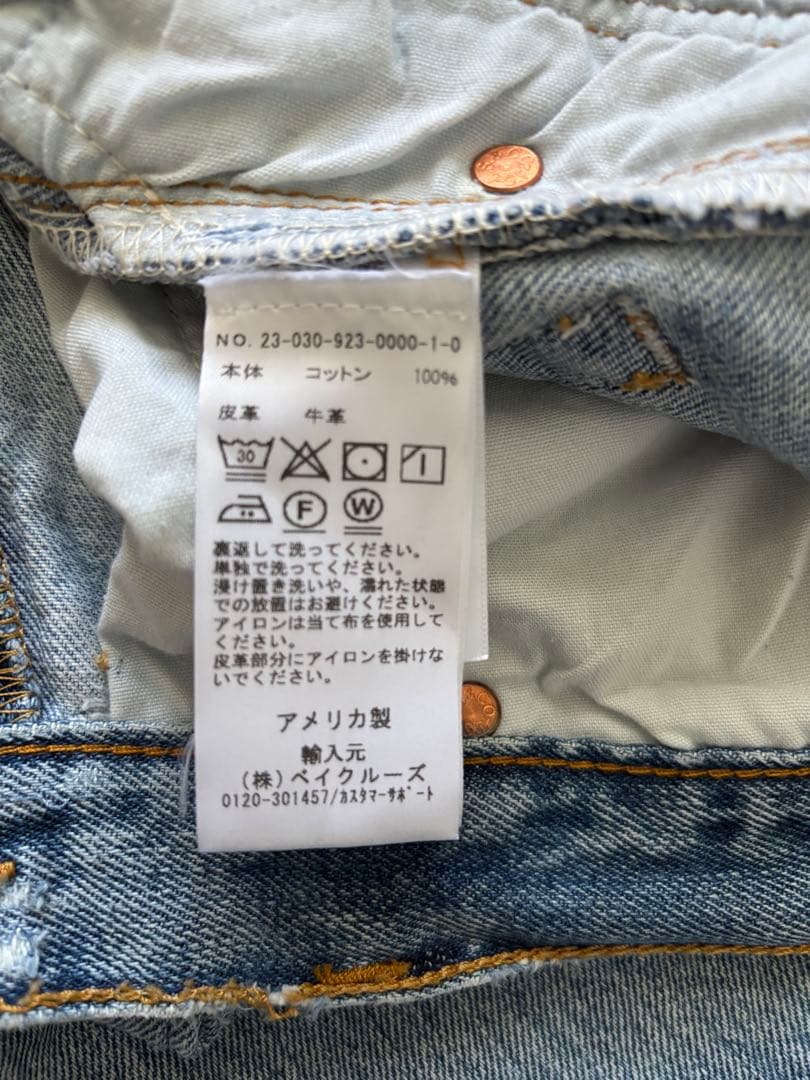 NO. 23-030-923-0000-1-0
本体 コットン 100%
皮革 牛革
30
F W
裏返して洗ってください。
単独で洗ってください。
浸け置き洗いや、濡れた状態
での放置はお避けください。
アイロンは当て布を使用して
ください。
皮革部分にアイロンを掛けな
いでください。
アメリカ製
輸入元
(株)ベイクルーズ
0120-301457/カスタマーサポート